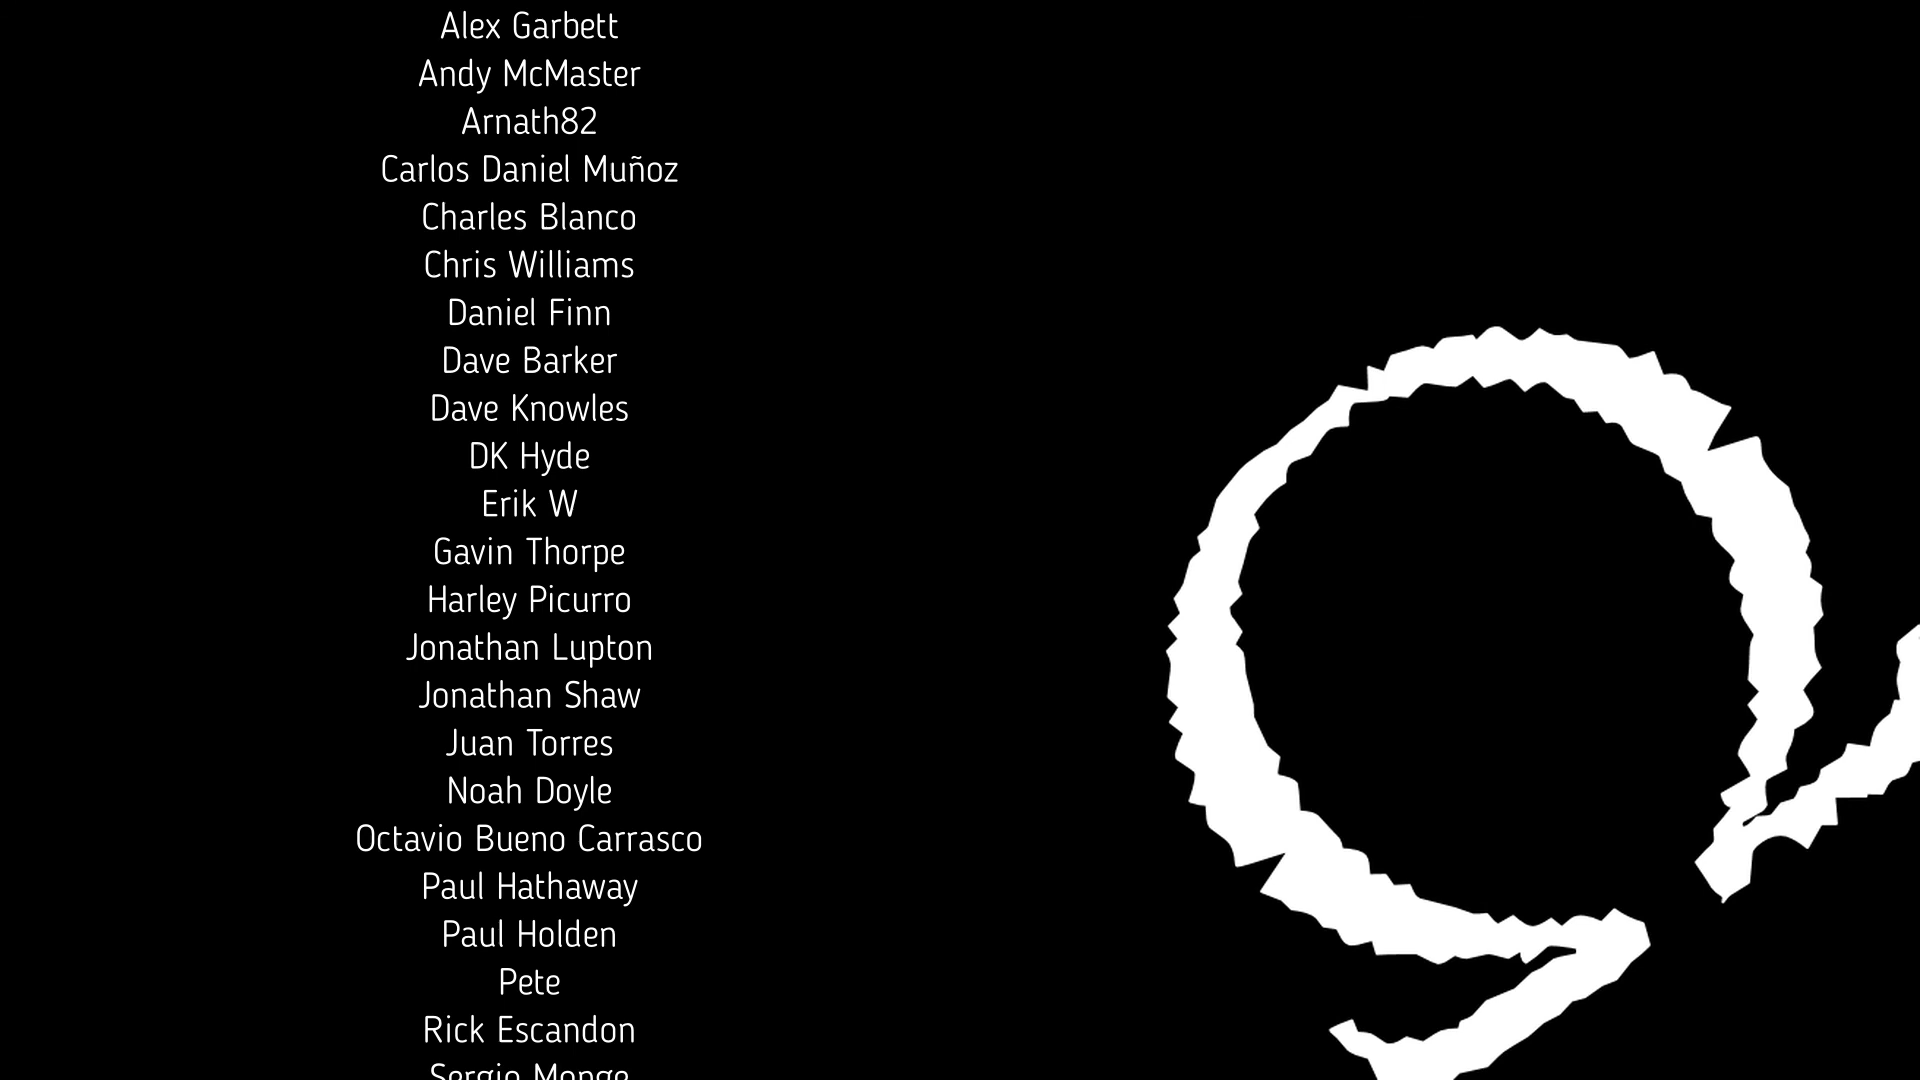 Alex Garbett
Andy McMaster
Arnath82
Carlos Daniel Muñoz
Charles Blanco
Chris Williams
Daniel Finn
Dave Barker
Dave Knowles
DK Hyde
Erik W
Gavin Thorpe
Harley Picurro
Jonathan Lupton
Jonathan Shaw
Juan Torres
Noah Doyle
Octavio Bueno Carrasco
Paul Hathaway
Paul Holden
Pete
Rick Escandon
Sergio Monge